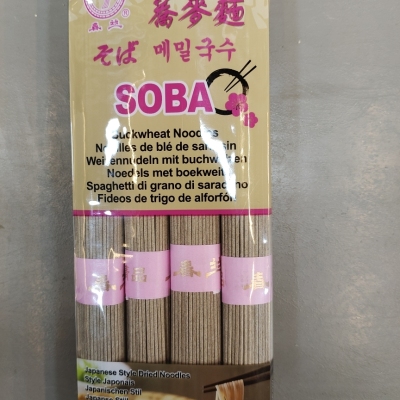 蕎麥麵
そば 메밀국수
SOBA
Buckwheat Noodles
Nouilles de blé de sarrasin
Weizennudeln mit buchweizen
Noedels met boekweit
Spaghetti di grano di saraceno
Fideos de trigo de alforfón
Japanese Style Dried Noodles
Style Japonais
Japanischen Stil